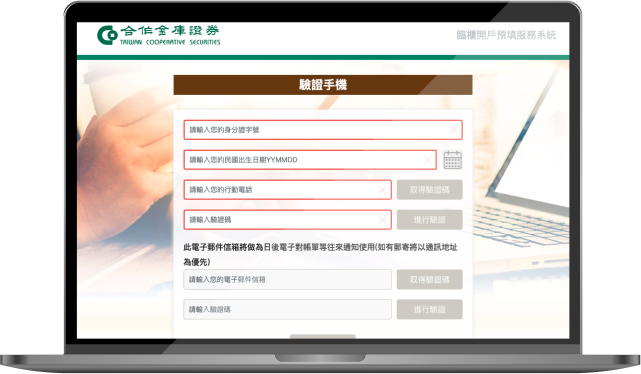 合作金庫證券
TAIWAN COOPERATIVE SECURITIES
臨櫃開戶預填服務系統
驗證手機
請輸入您的身分證字號
請輸入您的民國出生日期YYMMDD
請輸入您的行動電話
取得驗證碼
請輸入驗證碼
進行驗證
此電子郵件信箱將做為日後電子對帳單等往來通知使用(如有郵寄將以通訊地址
為優先)
請輸入您的電子郵件信箱
取得驗證碼
請輸入驗證碼
進行驗證